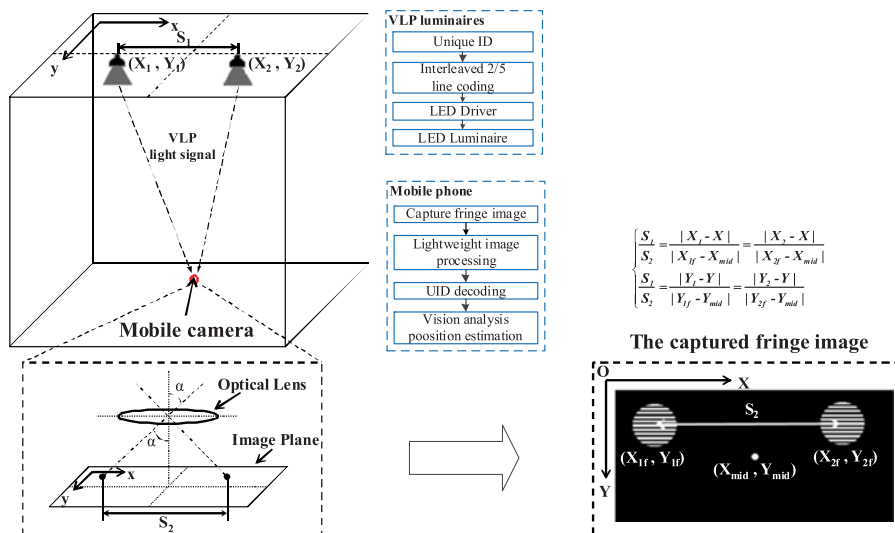 x
S1
y
(X1 , Y1)
(X2 , Y2)
VLP
light signal
Mobile camera
VLP luminaires
Unique ID
Interleaved 2/5
line coding
LED Driver
LED Luminaire
Mobile phone
Capture fringe image
Lightweight image
processing
UID decoding
Vision analysis
poosition estimation
S1/S2 = | X1 - X | / | X1f - Xmid | = | X2 - X | / | X2f - Xmid |
S1/S2 = | Y1 - Y | / | Y1f - Ymid | = | Y2 - Y | / | Y2f - Ymid |
α
Optical Lens
α
Image Plane
x
y
S2
The captured fringe image
O
X
S2
(X1f , Y1f)
(X2f , Y2f)
(Xmid , Ymid)
Y